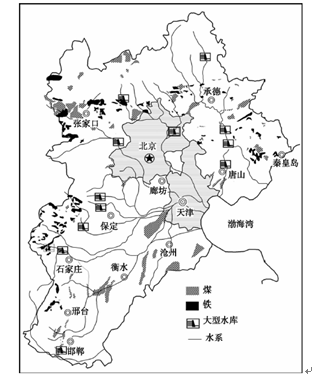 承德
张家口
北京
秦皇岛
唐山
廊坊
天津
渤海湾
保定
沧州
石家庄
衡水
邢台
邯郸
煤
铁
大型水库
水系